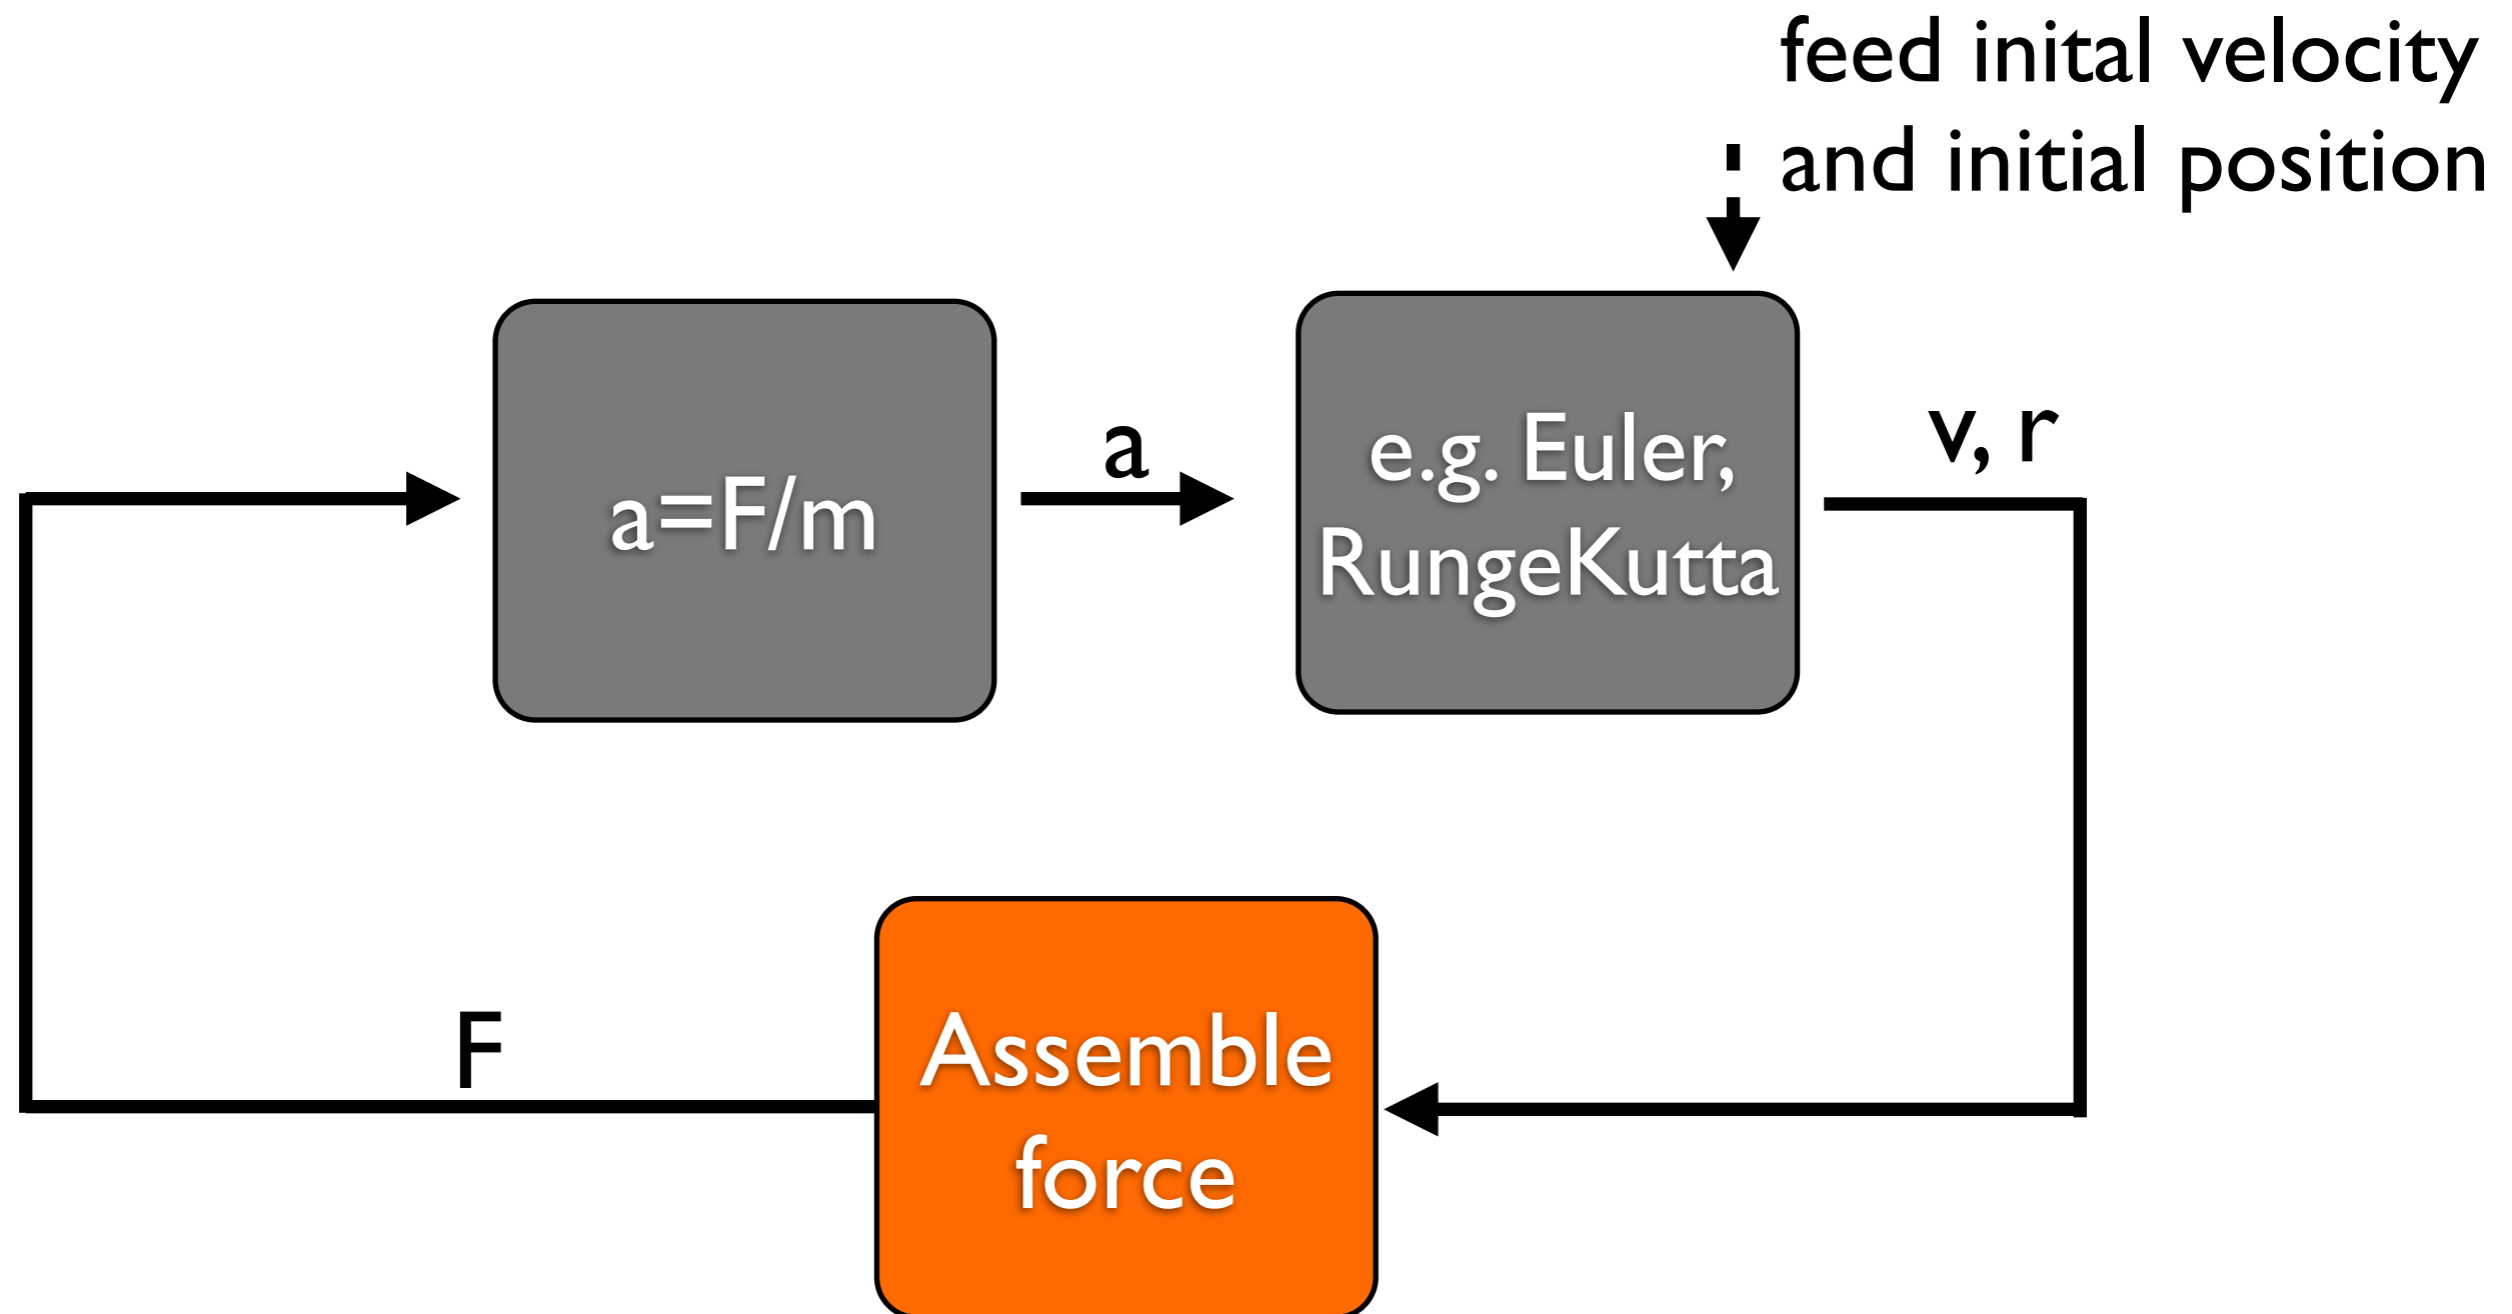 feed inital velocity
and initial position
a=F/m
a
e.g. Euler,
RungeKutta
v, r
F
Assemble
force